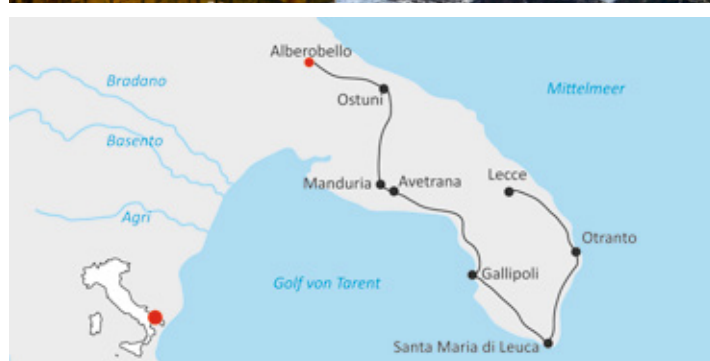 Alberobello
Bradano
Mittelmeer
Ostuni
Basento
Lecce
Manduria
Avetrana
Agri
Otranto
Gallipoli
Golf von Tarent
Santa Maria di Leuca